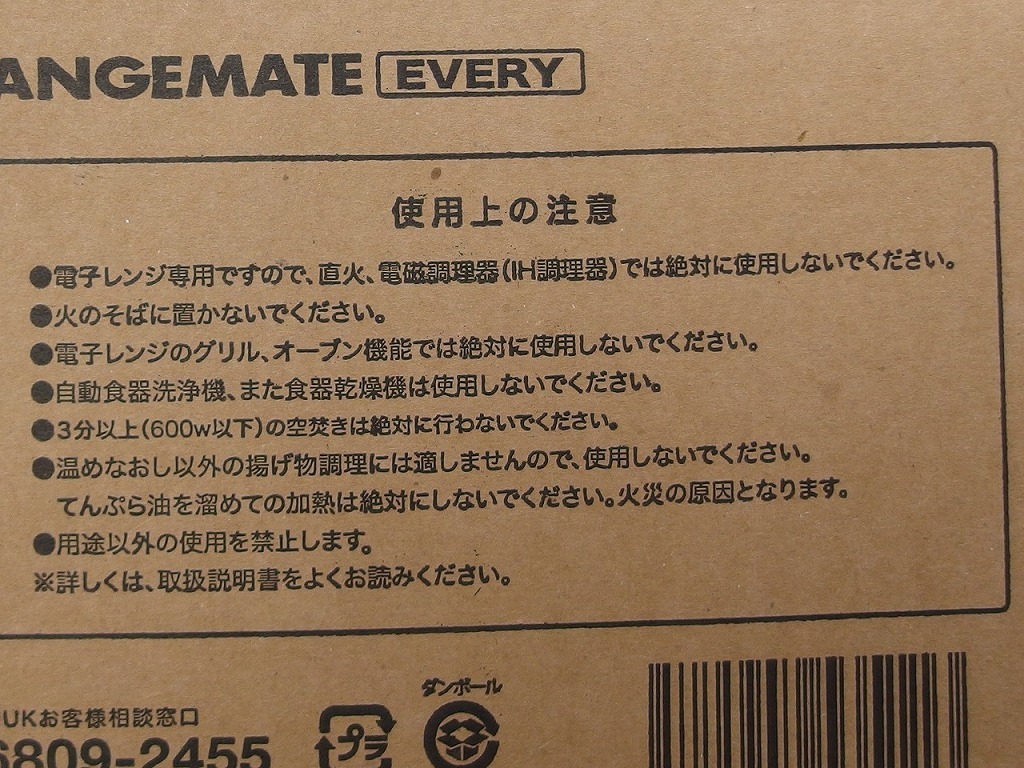 ANGEMATE EVERY
使用上の注意
●電子レンジ専用ですので、直火、電磁調理器(IH調理器)では絶対に使用しないでください。
●火のそばに置かないでください。
●電子レンジのグリル、オーブン機能では絶対に使用しないでください。
●自動食器洗浄機、また食器乾燥機は使用しないでください。
●3分以上(600w以下)の空焚きは絶対に行わないでください。
●温めなおし以外の揚げ物調理には適しませんので、使用しないでください。
てんぷら油を溜めての加熱は絶対にしないでください。火災の原因となります。
●用途以外の使用を禁止します。
※詳しくは、取扱説明書をよくお読みください。
ダンボール
UKお客様相談窓口
6809-2455
プラ